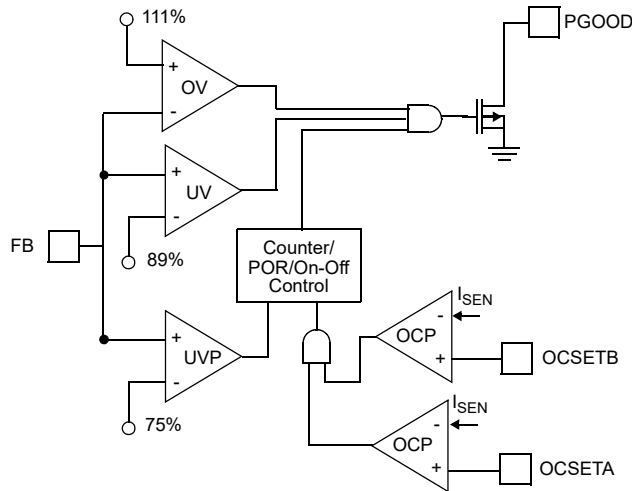 111%
PGOOD
+
OV
-
+
UV
-
FB
89%
Counter/
POR/On-Off
Control
+
UVP
-
75%
ISEN
-
OCP
+
OCSETB
ISEN
-
OCP
+
OCSETA